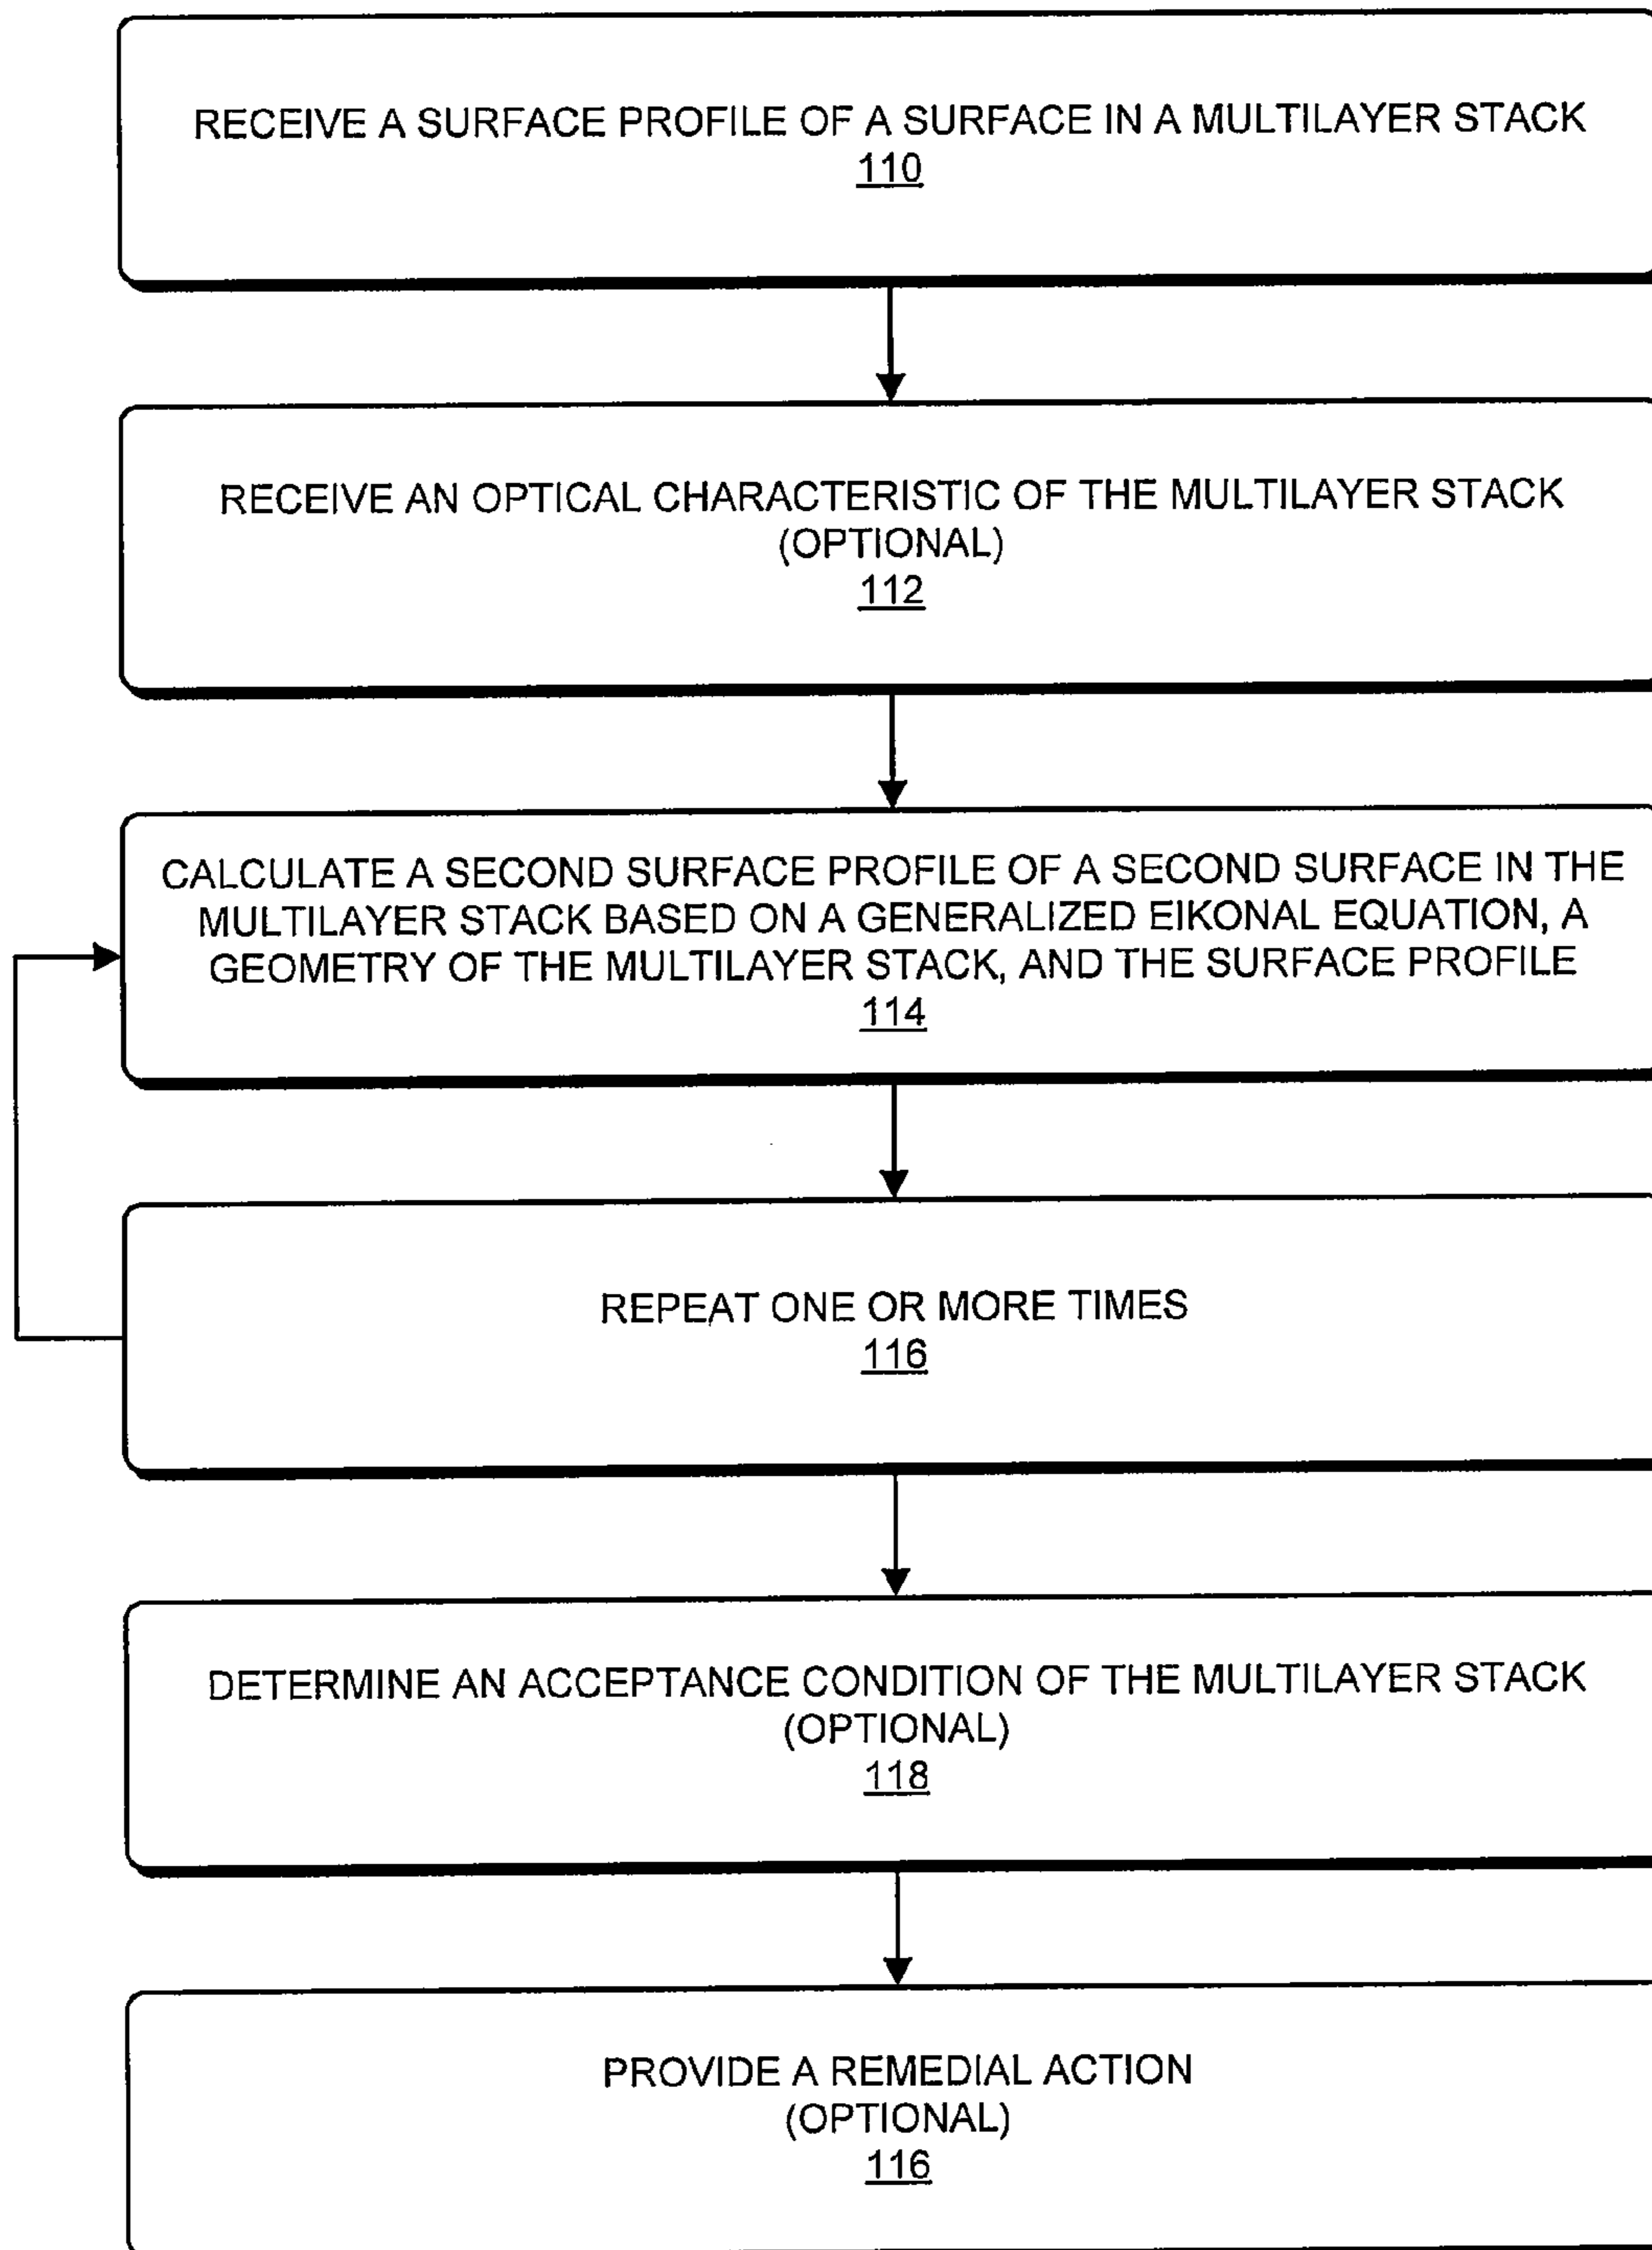 RECEIVE A SURFACE PROFILE OF A SURFACE IN A MULTILAYER STACK
110
RECEIVE AN OPTICAL CHARACTERISTIC OF THE MULTILAYER STACK
(OPTIONAL)
112
CALCULATE A SECOND SURFACE PROFILE OF A SECOND SURFACE IN THE
MULTILAYER STACK BASED ON A GENERALIZED EIKONAL EQUATION, A
GEOMETRY OF THE MULTILAYER STACK, AND THE SURFACE PROFILE
114
REPEAT ONE OR MORE TIMES
116
DETERMINE AN ACCEPTANCE CONDITION OF THE MULTILAYER STACK
(OPTIONAL)
118
PROVIDE A REMEDIAL ACTION
(OPTIONAL)
116